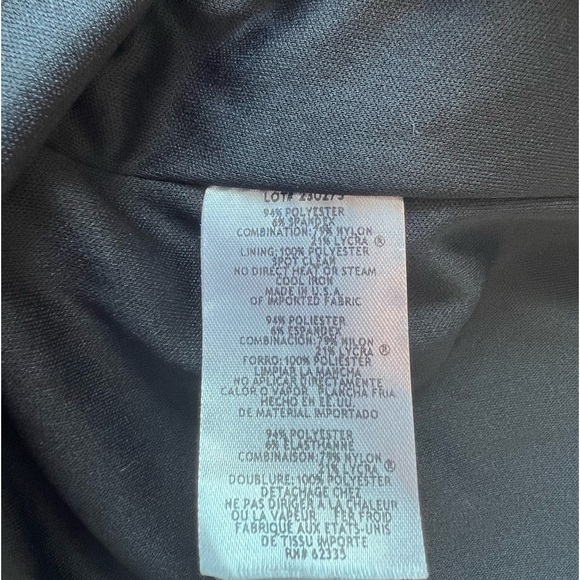 LOT# 230275
94% POLYESTER
6% SPANDEX
COMBINATION: 79% NYLON
21% LYCRA ®
LINING: 100% POLYESTER
SPOT CLEAN
NO DIRECT HEAT OR STEAM
COOL IRON
MADE IN U.S.A.
OF IMPORTED FABRIC
94% POLIESTER
6% ESPANDEX
COMBINACIÓN: 79% NILON
21% LYCRA ®
FORRO: 100% POLIESTER
LIMPIAR LA MANCHA
NO APLICAR DIRECTAMENTE
CALOR O VAPOR PLANCHA FRIA
HECHO EN EE.UU
DE MATERIAL IMPORTADO
94% POLYESTER
6% ELASTHANNE
COMBINAISON: 79% NYLON
21% LYCRA ®
DOUBLURE: 100% POLYESTER
DETACHAGE CHEZ
NE PAS DIRIGER A LA CHALEUR
OU LA VAPEUR FER FROID
FABRIQUE AUX ETATS-UNIS
DE TISSU IMPORTE
RN# 62335